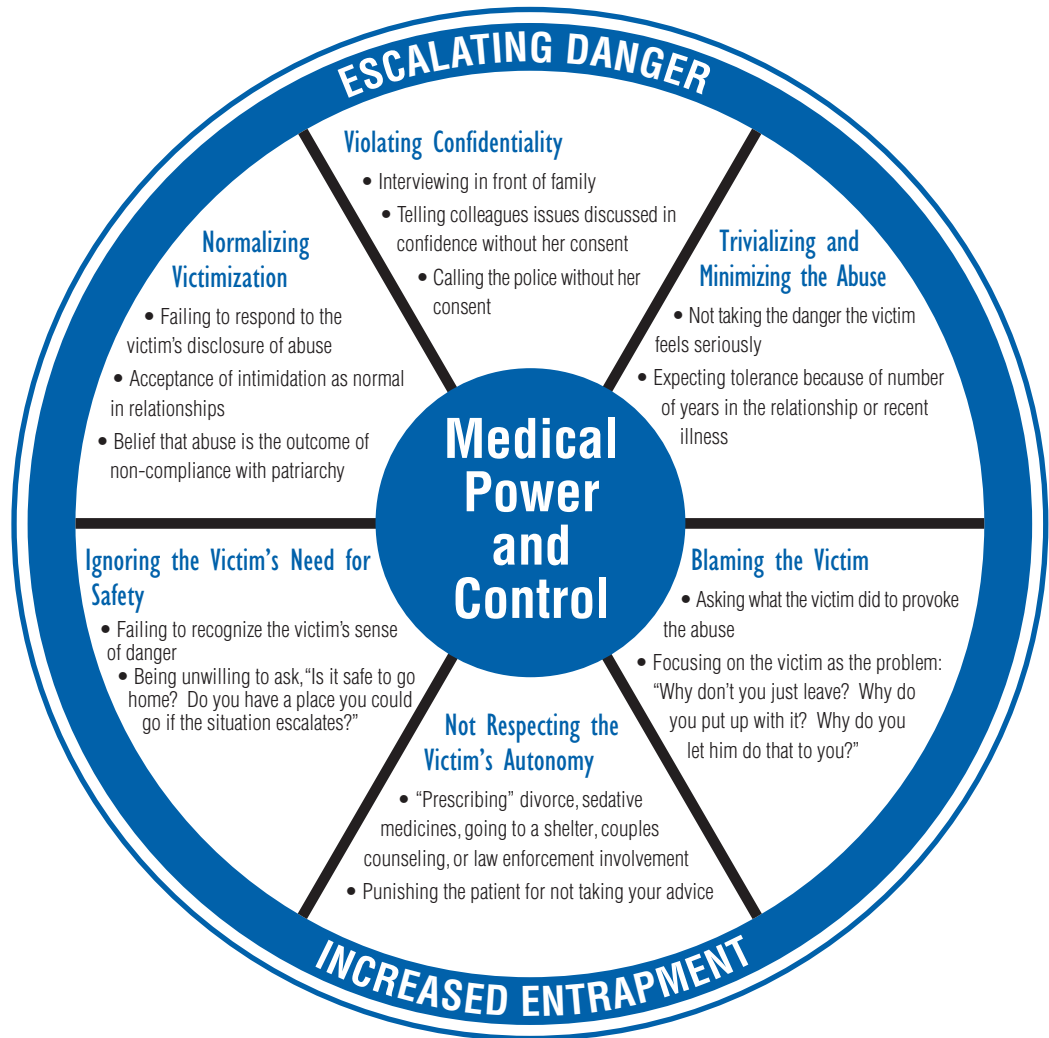 ESCALATING DANGER
Violating Confidentiality
• Interviewing in front of family
• Telling colleagues issues discussed in
confidence without her consent
• Calling the police without her
consent
Trivializing and
Minimizing the Abuse
• Not taking the danger the victim
feels seriously
• Expecting tolerance because of number
of years in the relationship or recent
illness
Blaming the Victim
• Asking what the victim did to provoke
the abuse
• Focusing on the victim as the problem:
“Why don’t you just leave? Why do
you put up with it? Why do you
let him do that to you?”
Not Respecting the
Victim’s Autonomy
• “Prescribing” divorce, sedative
medicines, going to a shelter, couples
counseling, or law enforcement involvement
• Punishing the patient for not taking your advice
Ignoring the Victim’s Need for
Safety
• Failing to recognize the victim’s sense
of danger
• Being unwilling to ask, “Is it safe to go
home? Do you have a place you could
go if the situation escalates?”
Normalizing
Victimization
• Failing to respond to the
victim’s disclosure of abuse
• Acceptance of intimidation as normal
in relationships
• Belief that abuse is the outcome of
non-compliance with patriarchy
Medical
Power
and
Control
INCREASED ENTRAPMENT